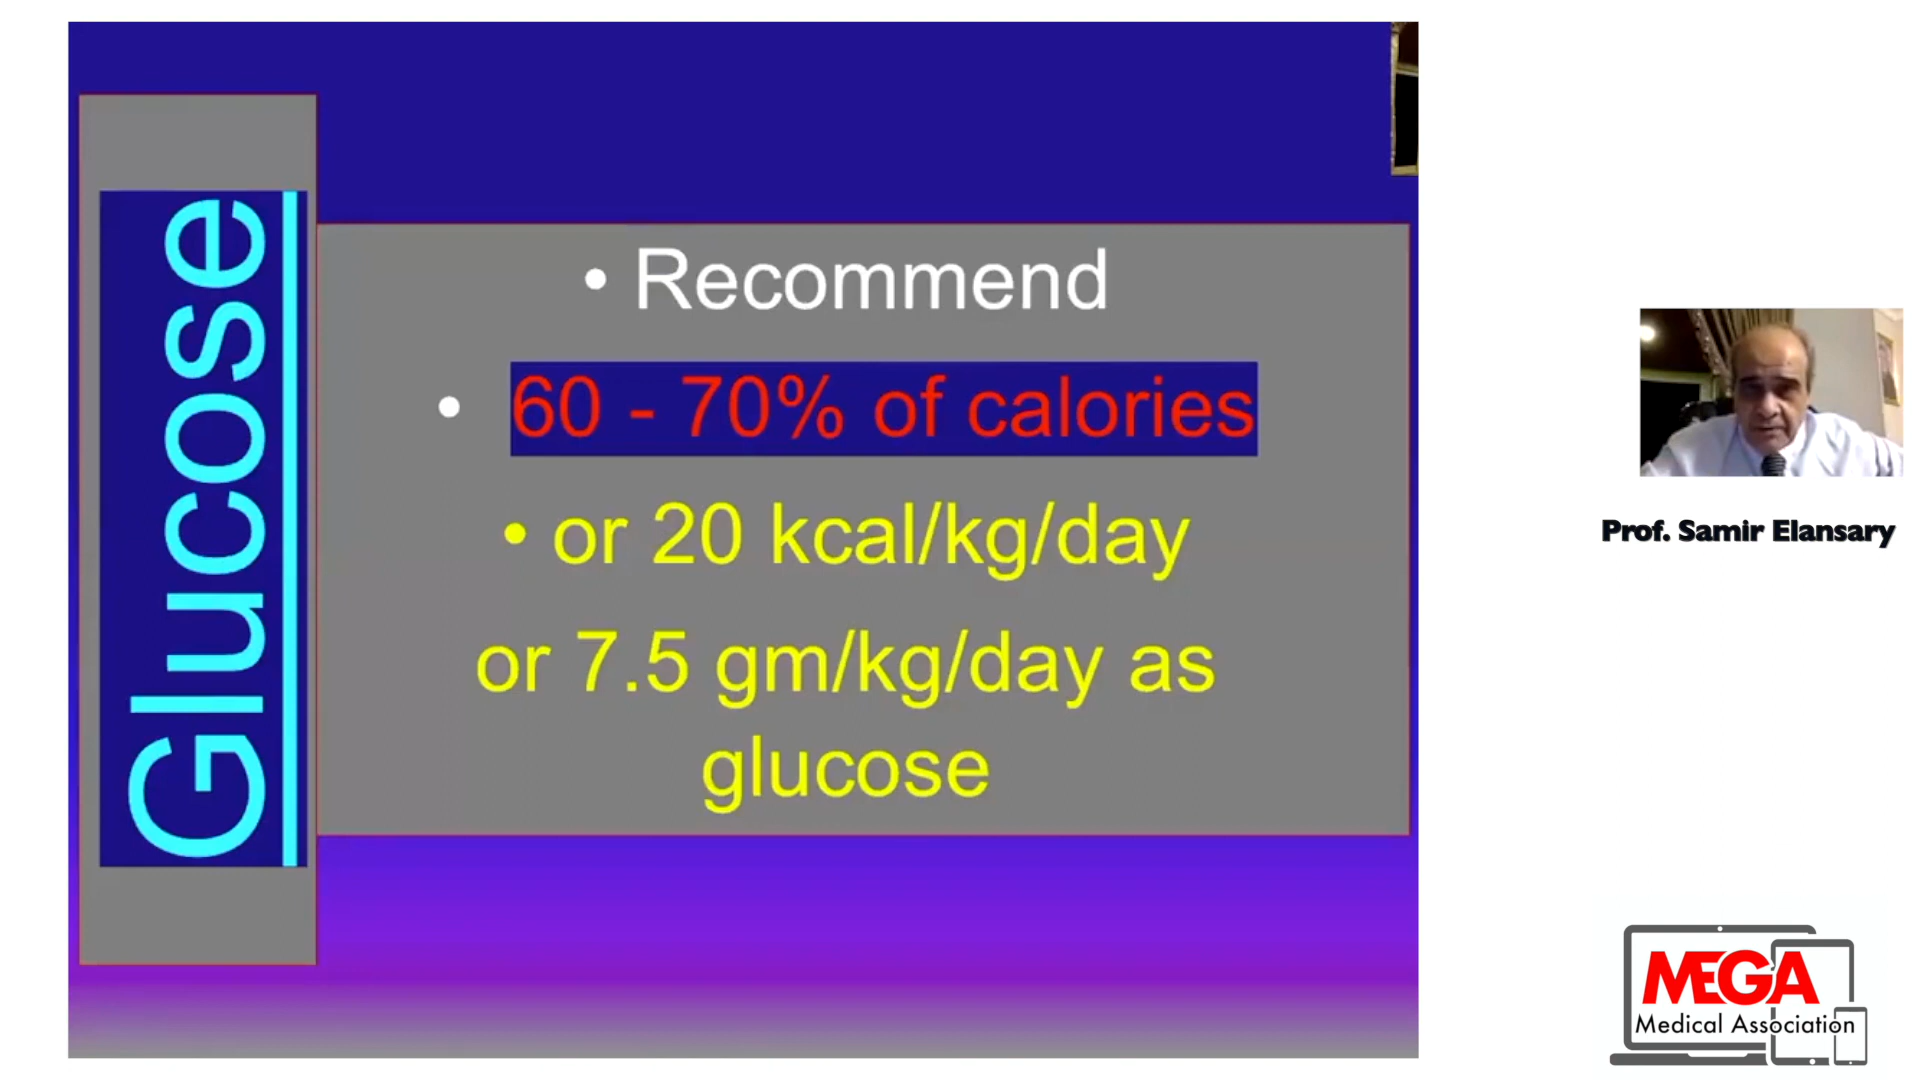 Glucose
• Recommend
• 60 - 70% of calories
• or 20 kcal/kg/day
or 7.5 gm/kg/day as
glucose
Prof. Samir Elansary
MEGA
Medical Association